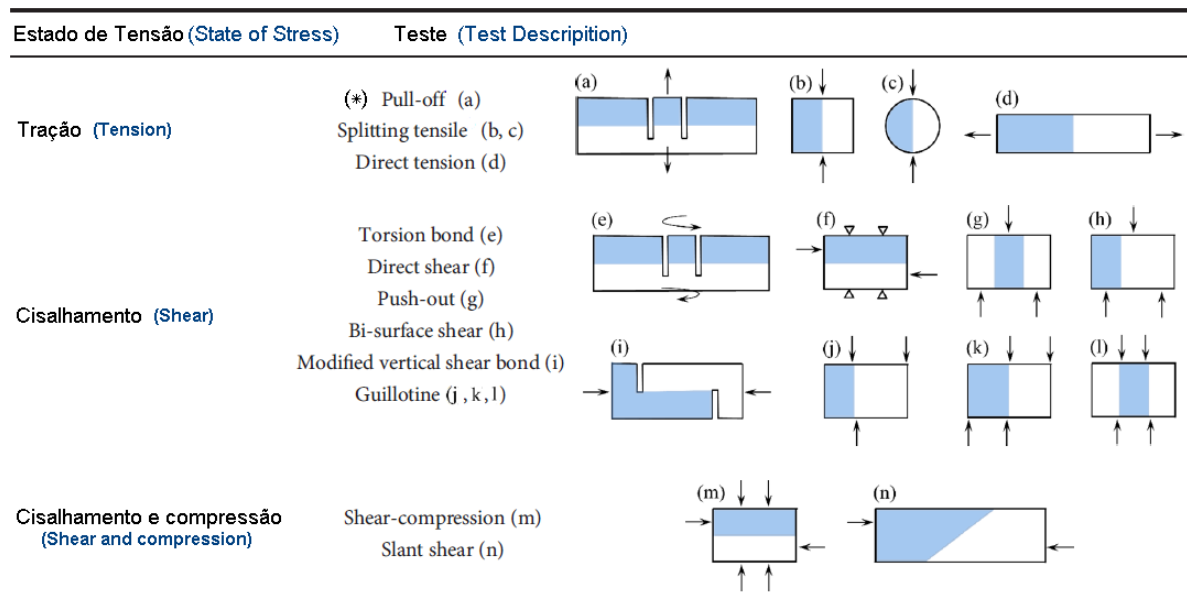 Estado de Tensão (State of Stress) Teste (Test Descripition)
(*) Pull-off (a)
Splitting tensile (b, c)
Direct tension (d)
Tração (Tension)
(a)
(b)
(c)
(d)
Torsion bond (e)
Direct shear (f)
Push-out (g)
Bi-surface shear (h)
Modified vertical shear bond (i)
Guillotine (j , k , l)
Cisalhamento (Shear)
(e)
(f)
(g)
(h)
(i)
(j)
(k)
(l)
Cisalhamento e compressão
(Shear and compression)
Shear-compression (m)
Slant shear (n)
(m)
(n)